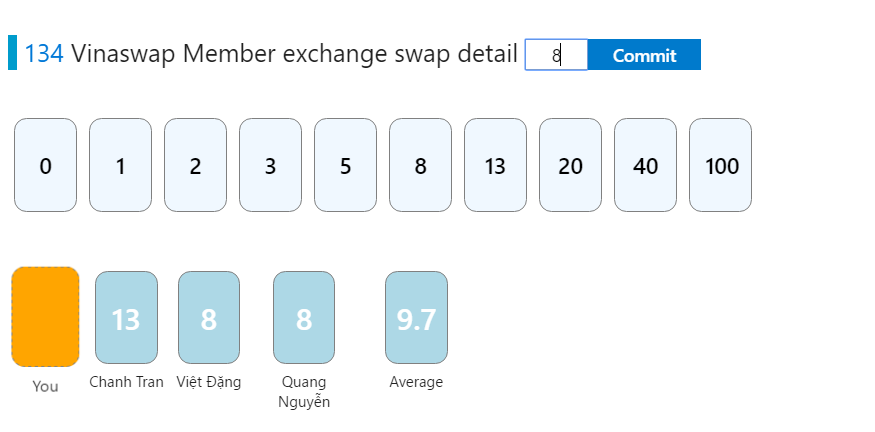 134 Vinaswap Member exchange swap detail 8 Commit
0 1 2 3 5 8 13 20 40 100
13 8 8 9.7
You Chanh Tran Việt Đặng Quang Average
Nguyễn